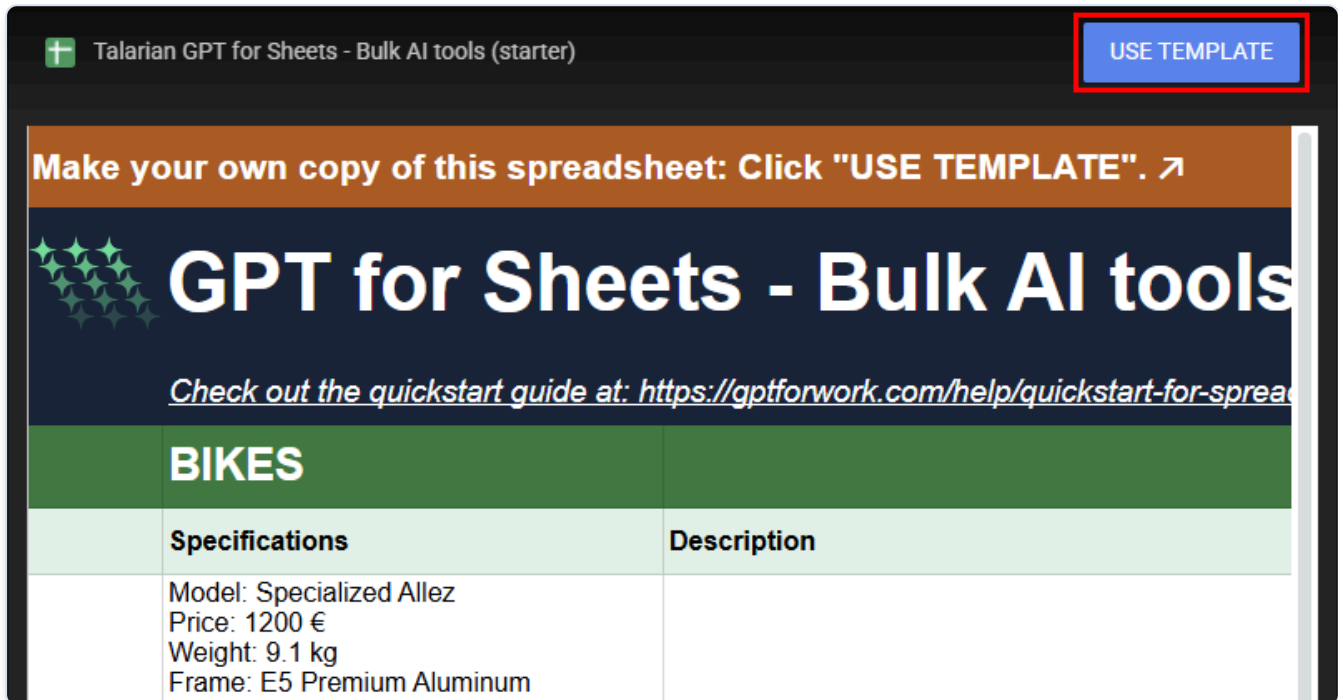 Talarian GPT for Sheets - Bulk AI tools (starter)
USE TEMPLATE
Make your own copy of this spreadsheet: Click "USE TEMPLATE". ↗
GPT for Sheets - Bulk AI tools
Check out the quickstart guide at: https://gptforwork.com/help/quickstart-for-sprea
BIKES
Specifications
Description
Model: Specialized Allez
Price: 1200 €
Weight: 9.1 kg
Frame: E5 Premium Aluminum